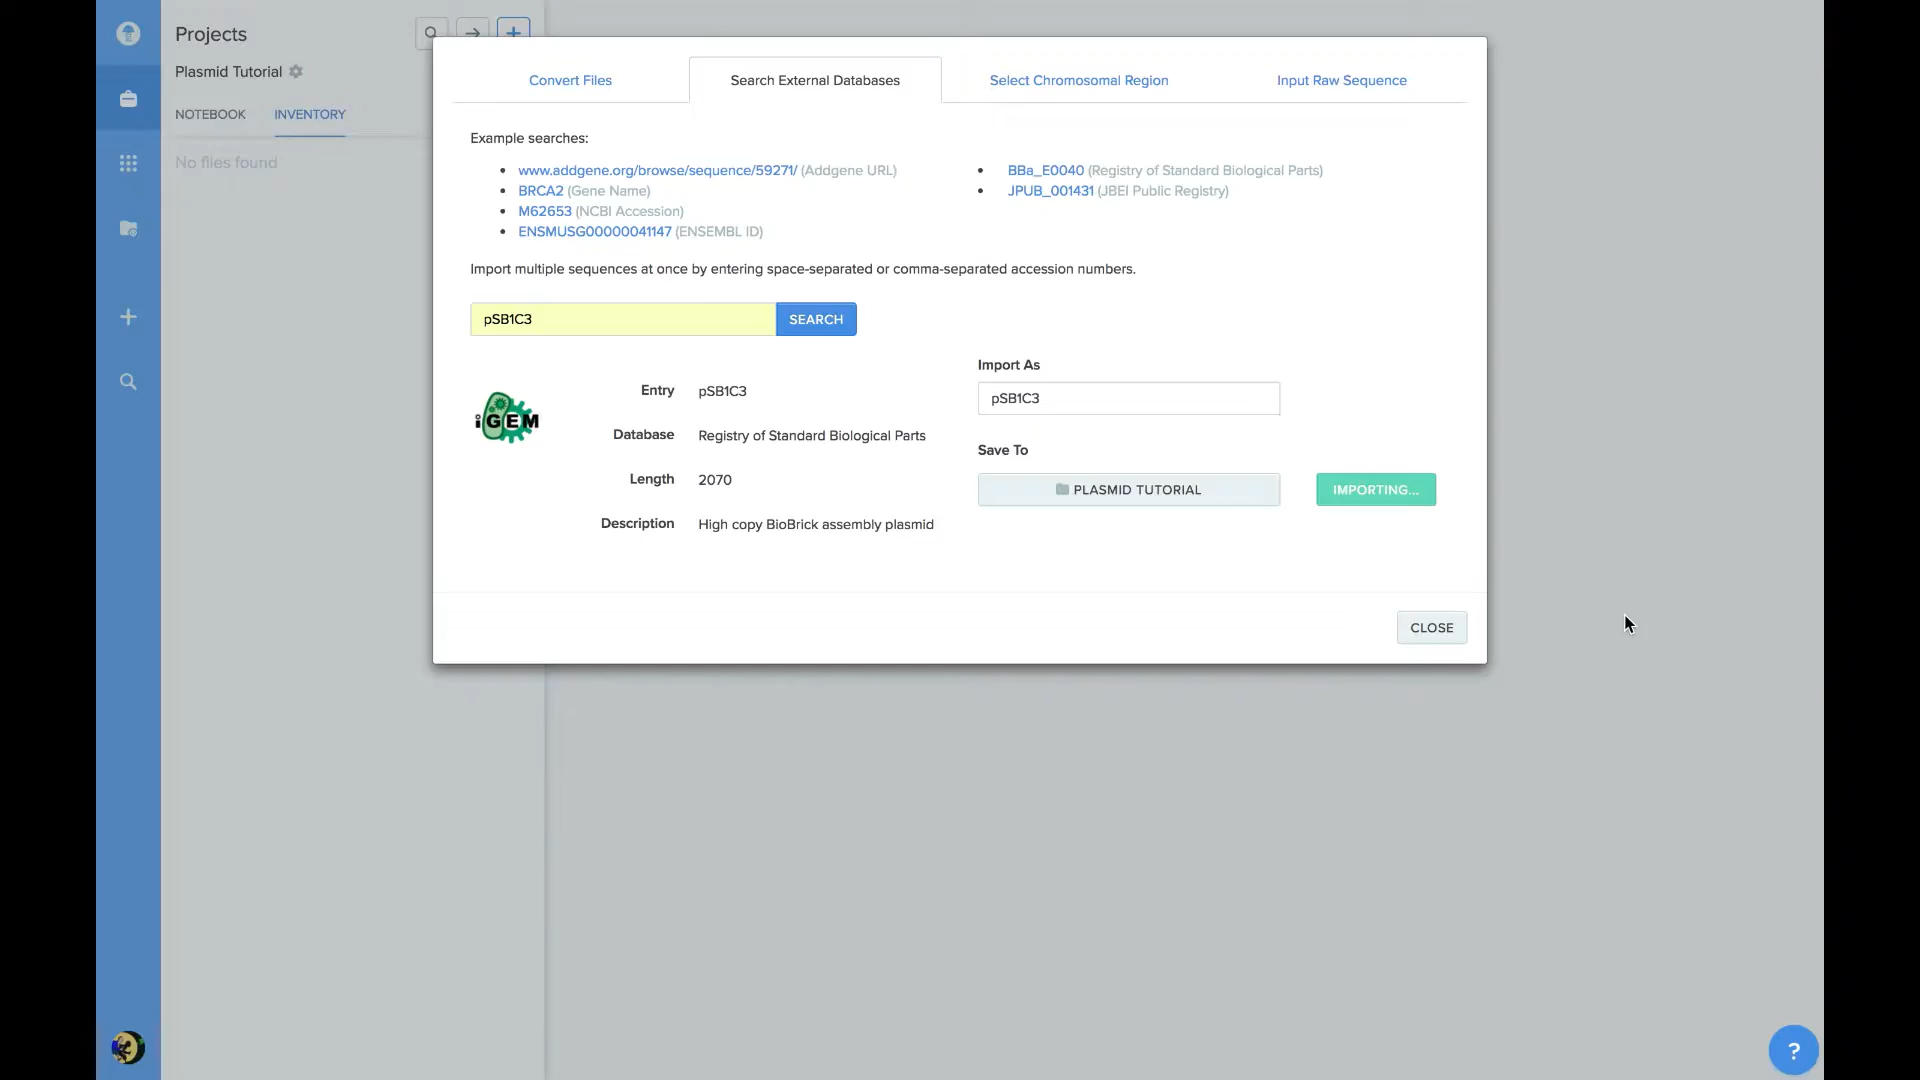 Projects
Plasmid Tutorial
NOTEBOOK INVENTORY
No files found
Convert Files Search External Databases Select Chromosomal Region Input Raw Sequence
Example searches:
• www.addgene.org/browse/sequence/59271/ (Addgene URL)
• BRCA2 (Gene Name)
• M62653 (NCBI Accession)
• ENSMUSG00000041147 (ENSEMBL ID)
• BBa_E0040 (Registry of Standard Biological Parts)
• JPUB_001431 (JBEI Public Registry)
Import multiple sequences at once by entering space-separated or comma-separated accession numbers.
pSB1C3 SEARCH
iGEM
Entry pSB1C3
Database Registry of Standard Biological Parts
Length 2070
Description High copy BioBrick assembly plasmid
Import As
pSB1C3
Save To
PLASMID TUTORIAL IMPORTING...
CLOSE
?